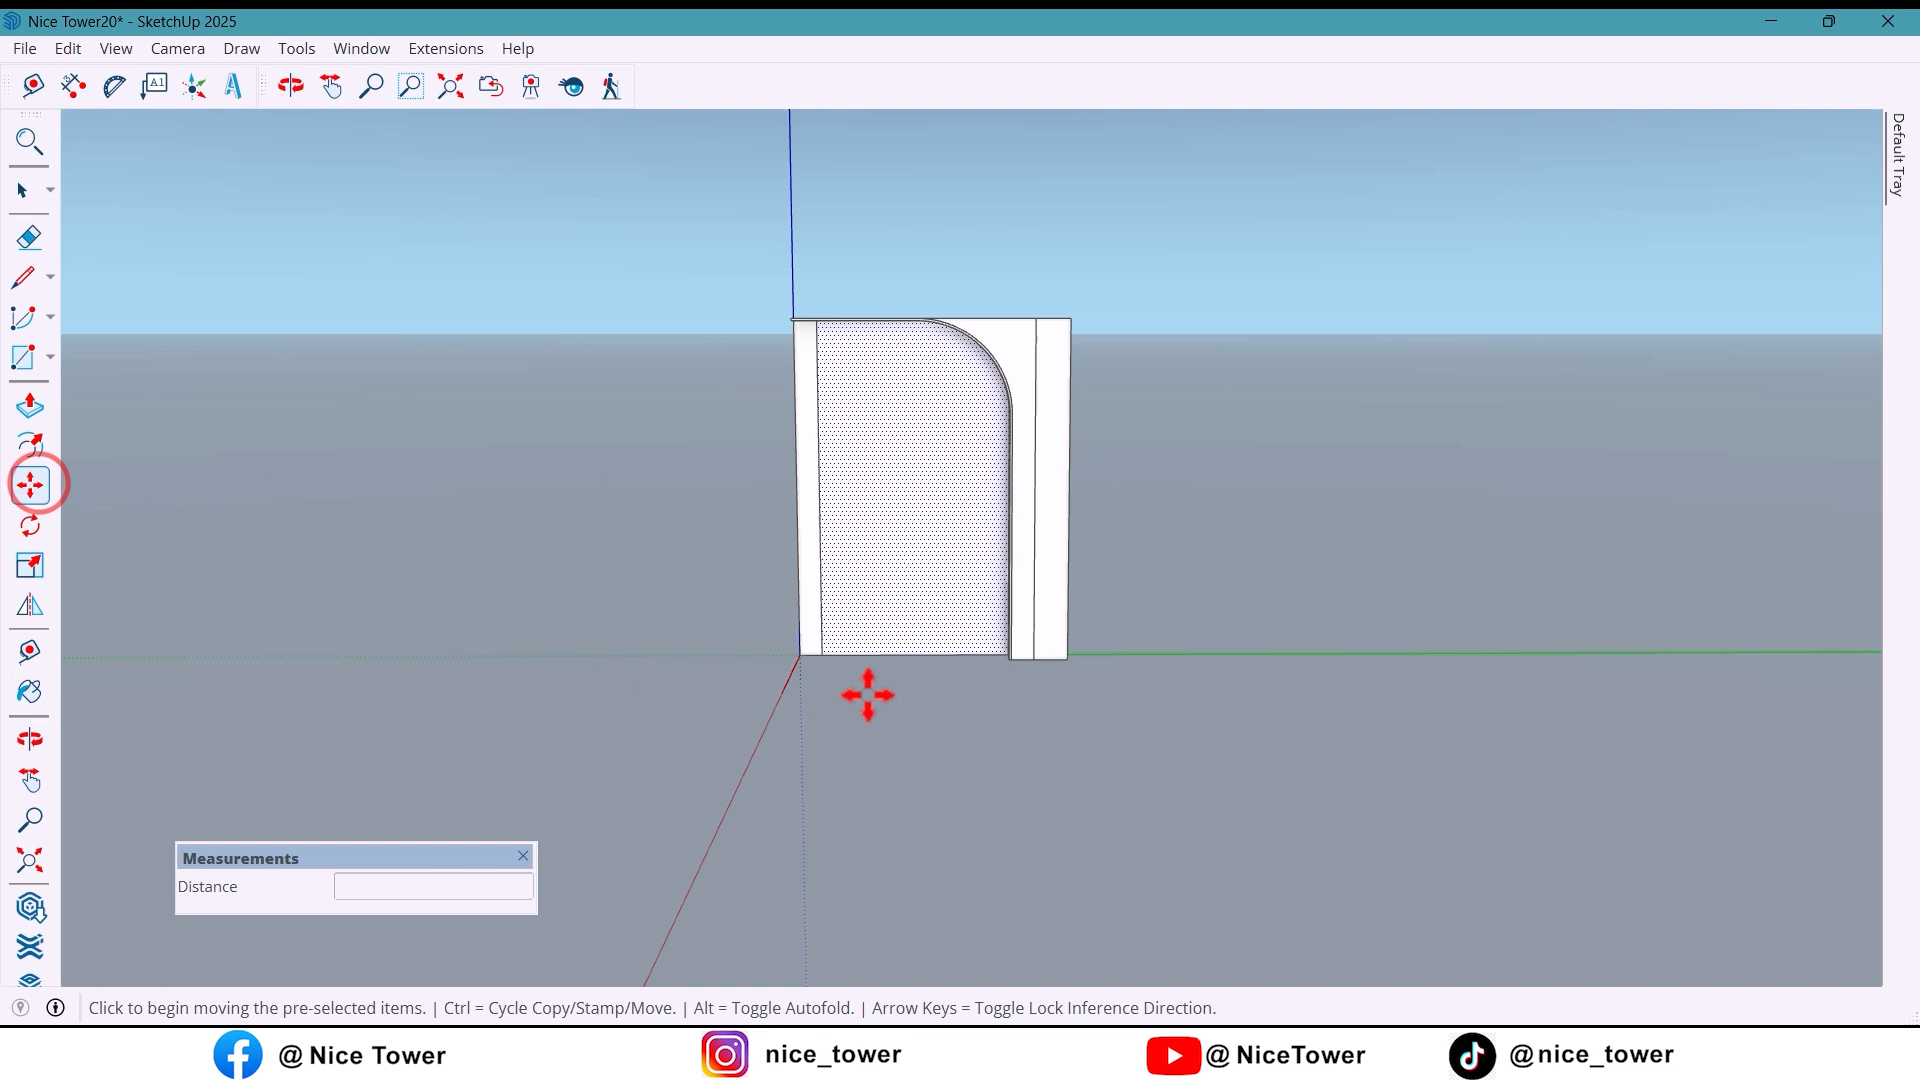 Nice Tower20* - SketchUp 2025
File Edit View Camera Draw Tools Window Extensions Help
A1
Default Tray
Measurements
Distance
Click to begin moving the pre-selected items. | Ctrl = Cycle Copy/Stamp/Move. | Alt = Toggle Autofold. | Arrow Keys = Toggle Lock Inference Direction.
@ Nice Tower
nice_tower
@ NiceTower
@nice_tower